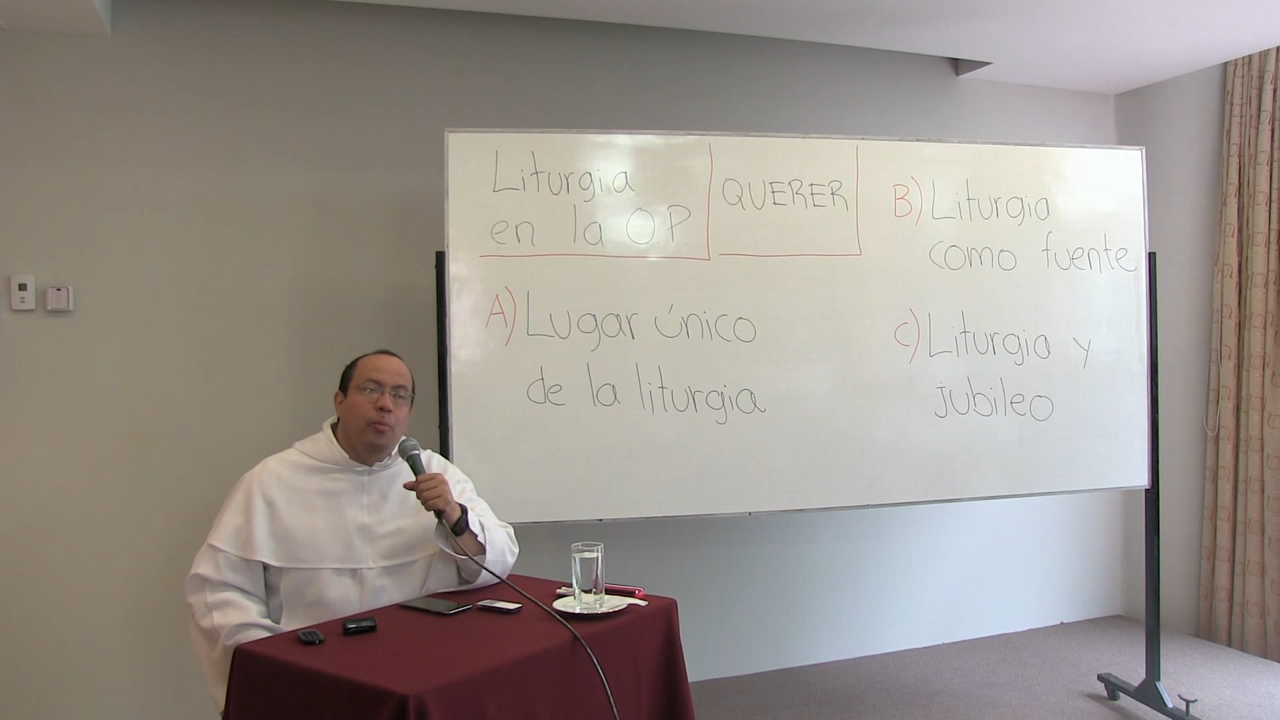 Liturgia
en la O.P.
QUERER
A) Lugar único
de la liturgia
B) Liturgia
como fuente
C) Liturgia y
jubileo